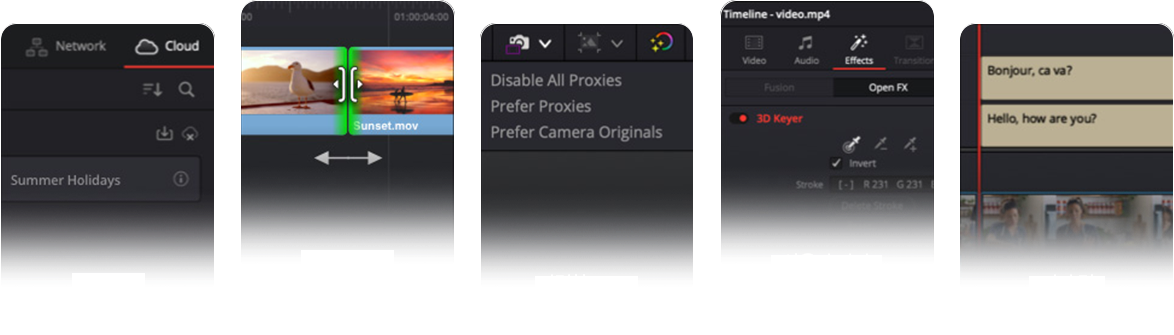 Network
Cloud
Summer Holidays
00
01:00:04:00
Sunset.mov
Disable All Proxies
Prefer Proxies
Prefer Camera Originals
Timeline - video.mp4
Video
Audio
Effects
Transition
Fusion
Open FX
3D Keyer
Invert
Stroke
[ - ] R 231 G 231
Delete Stroke
Bonjour, ca va?
Hello, how are you?